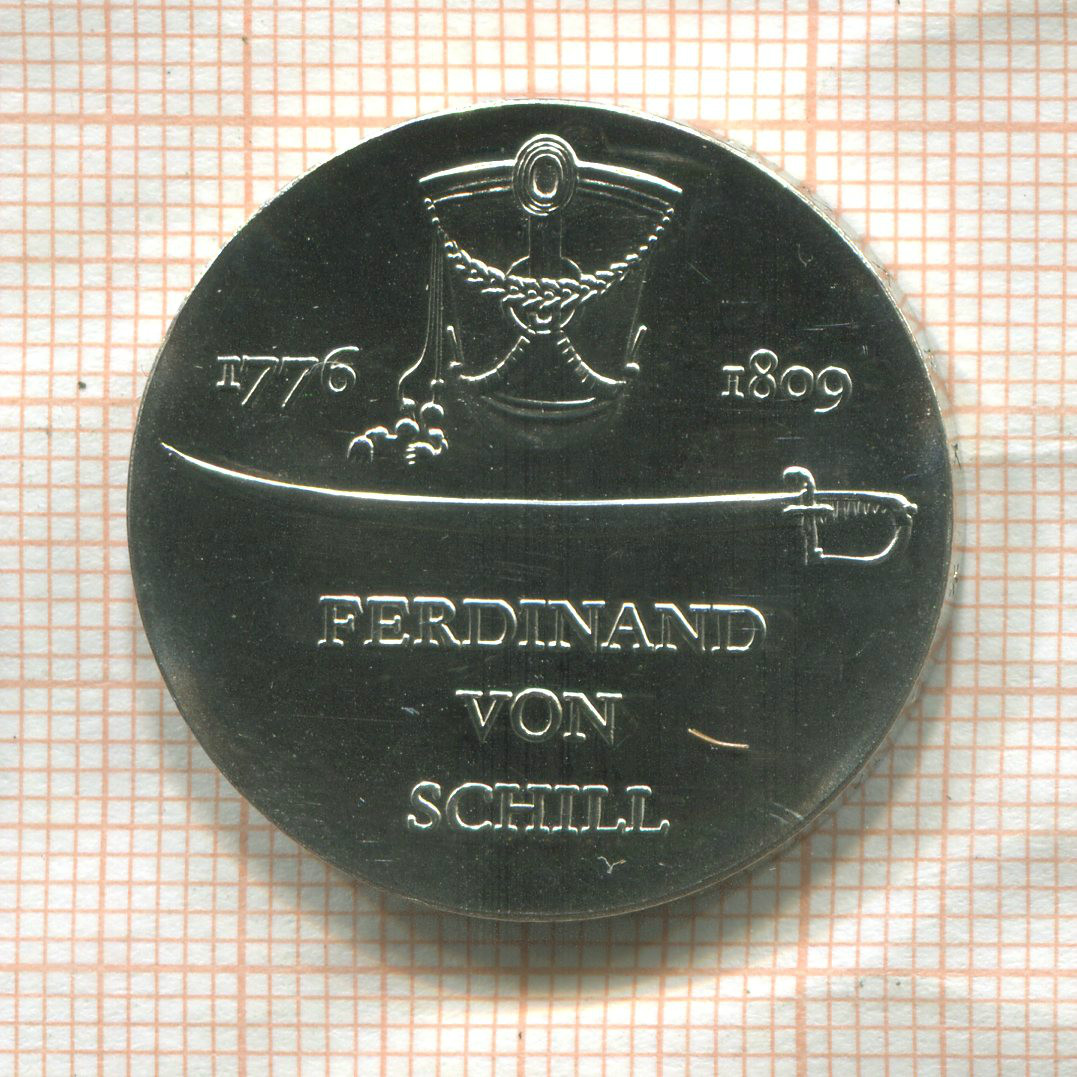 1776 1809
FERDINAND
VON
SCHILL